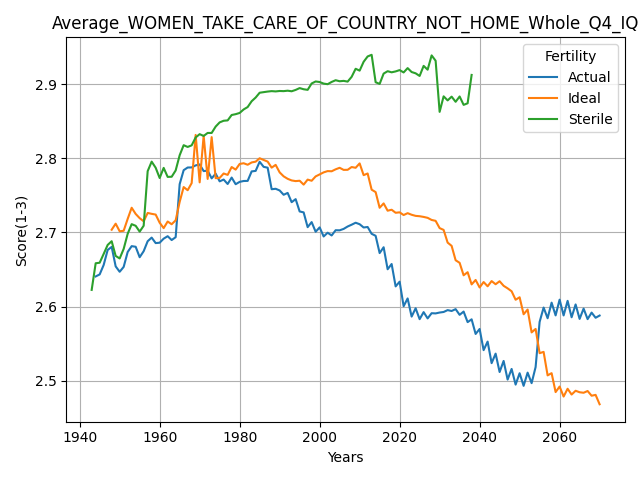 Average_WOMEN_TAKE_CARE_OF_COUNTRY_NOT_HOME_Whole_Q4_IQ
Fertility
Actual
Ideal
Sterile
Score(1-3)
2.9
2.8
2.7
2.6
2.5
1940 1960 1980 2000 2020 2040 2060
Years